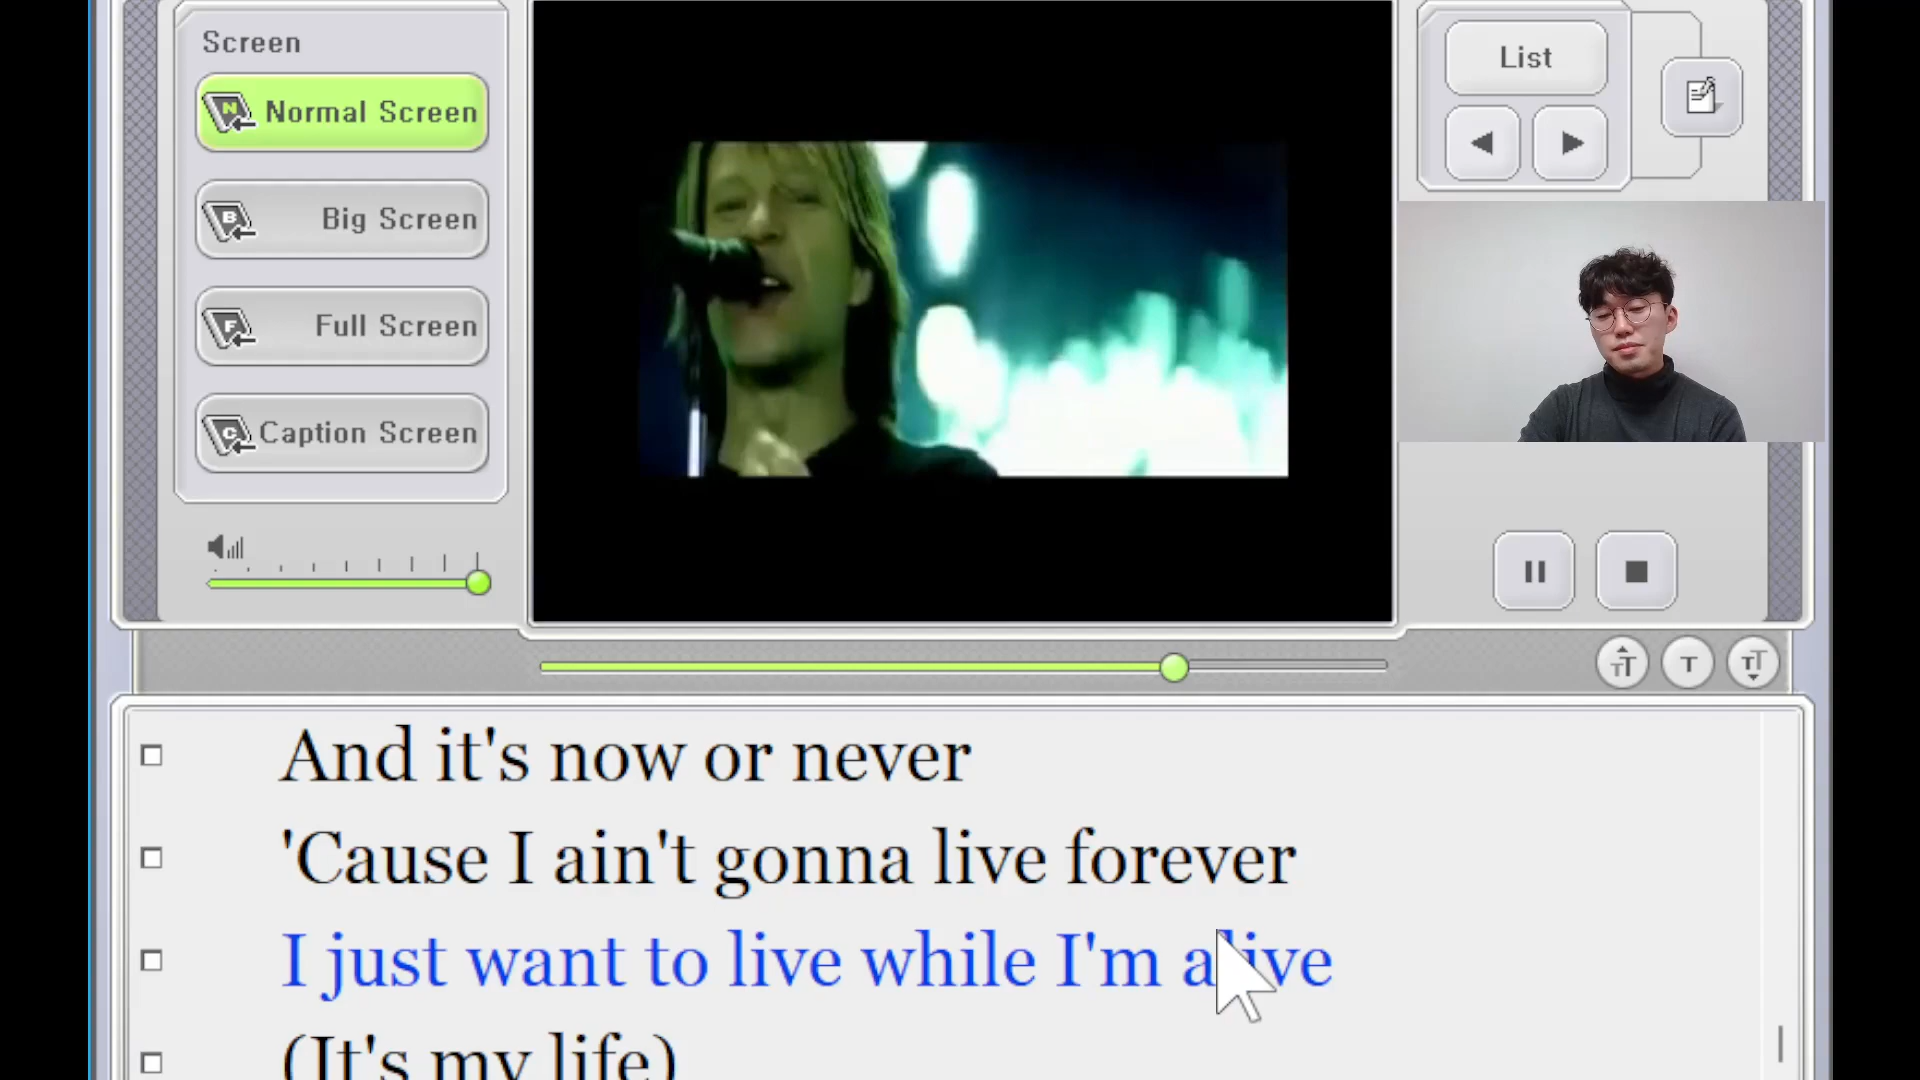 Screen
Normal Screen
Big Screen
Full Screen
Caption Screen
List
And it's now or never
'Cause I ain't gonna live forever
I just want to live while I'm alive
(It's my life)